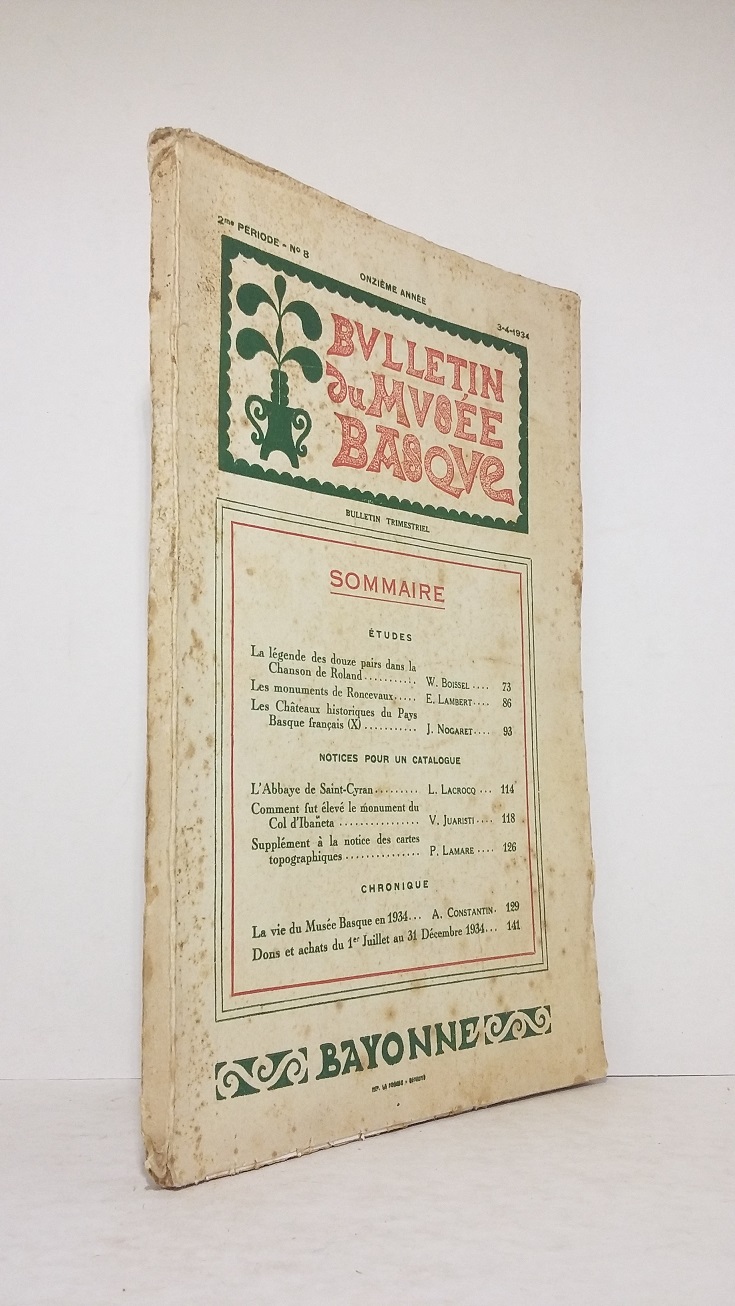 2me PERIODE - No 8
ONZIÈME ANNÉE
3-4-1934
BVLLETIN
du MVSÉE
BASQVE
BULLETIN TRIMESTRIEL
SOMMAIRE
ÉTUDES
La légende des douze pairs dans la
Chanson de Roland .......... W. BOISSEL .... 73
Les monuments de Roncevaux ..... E. LAMBERT .... 86
Les Châteaux historiques du Pays
Basque français (X) ........... J. NOGARET .... 93
NOTICES POUR UN CATALOGUE
L'Abbaye de Saint-Cyran ......... L. LACROCQ ... 114
Comment fut élevé le monument du
Col d'Ibañeta ................ V. JUARISTI .... 118
Supplément à la notice des cartes
topographiques ............... P. LAMARE .... 126
CHRONIQUE
La vie du Musée Basque en 1934 ... A. CONSTANTIN. 129
Dons et achats du 1er Juillet au 31 Décembre 1934 ... 141
BAYONNE